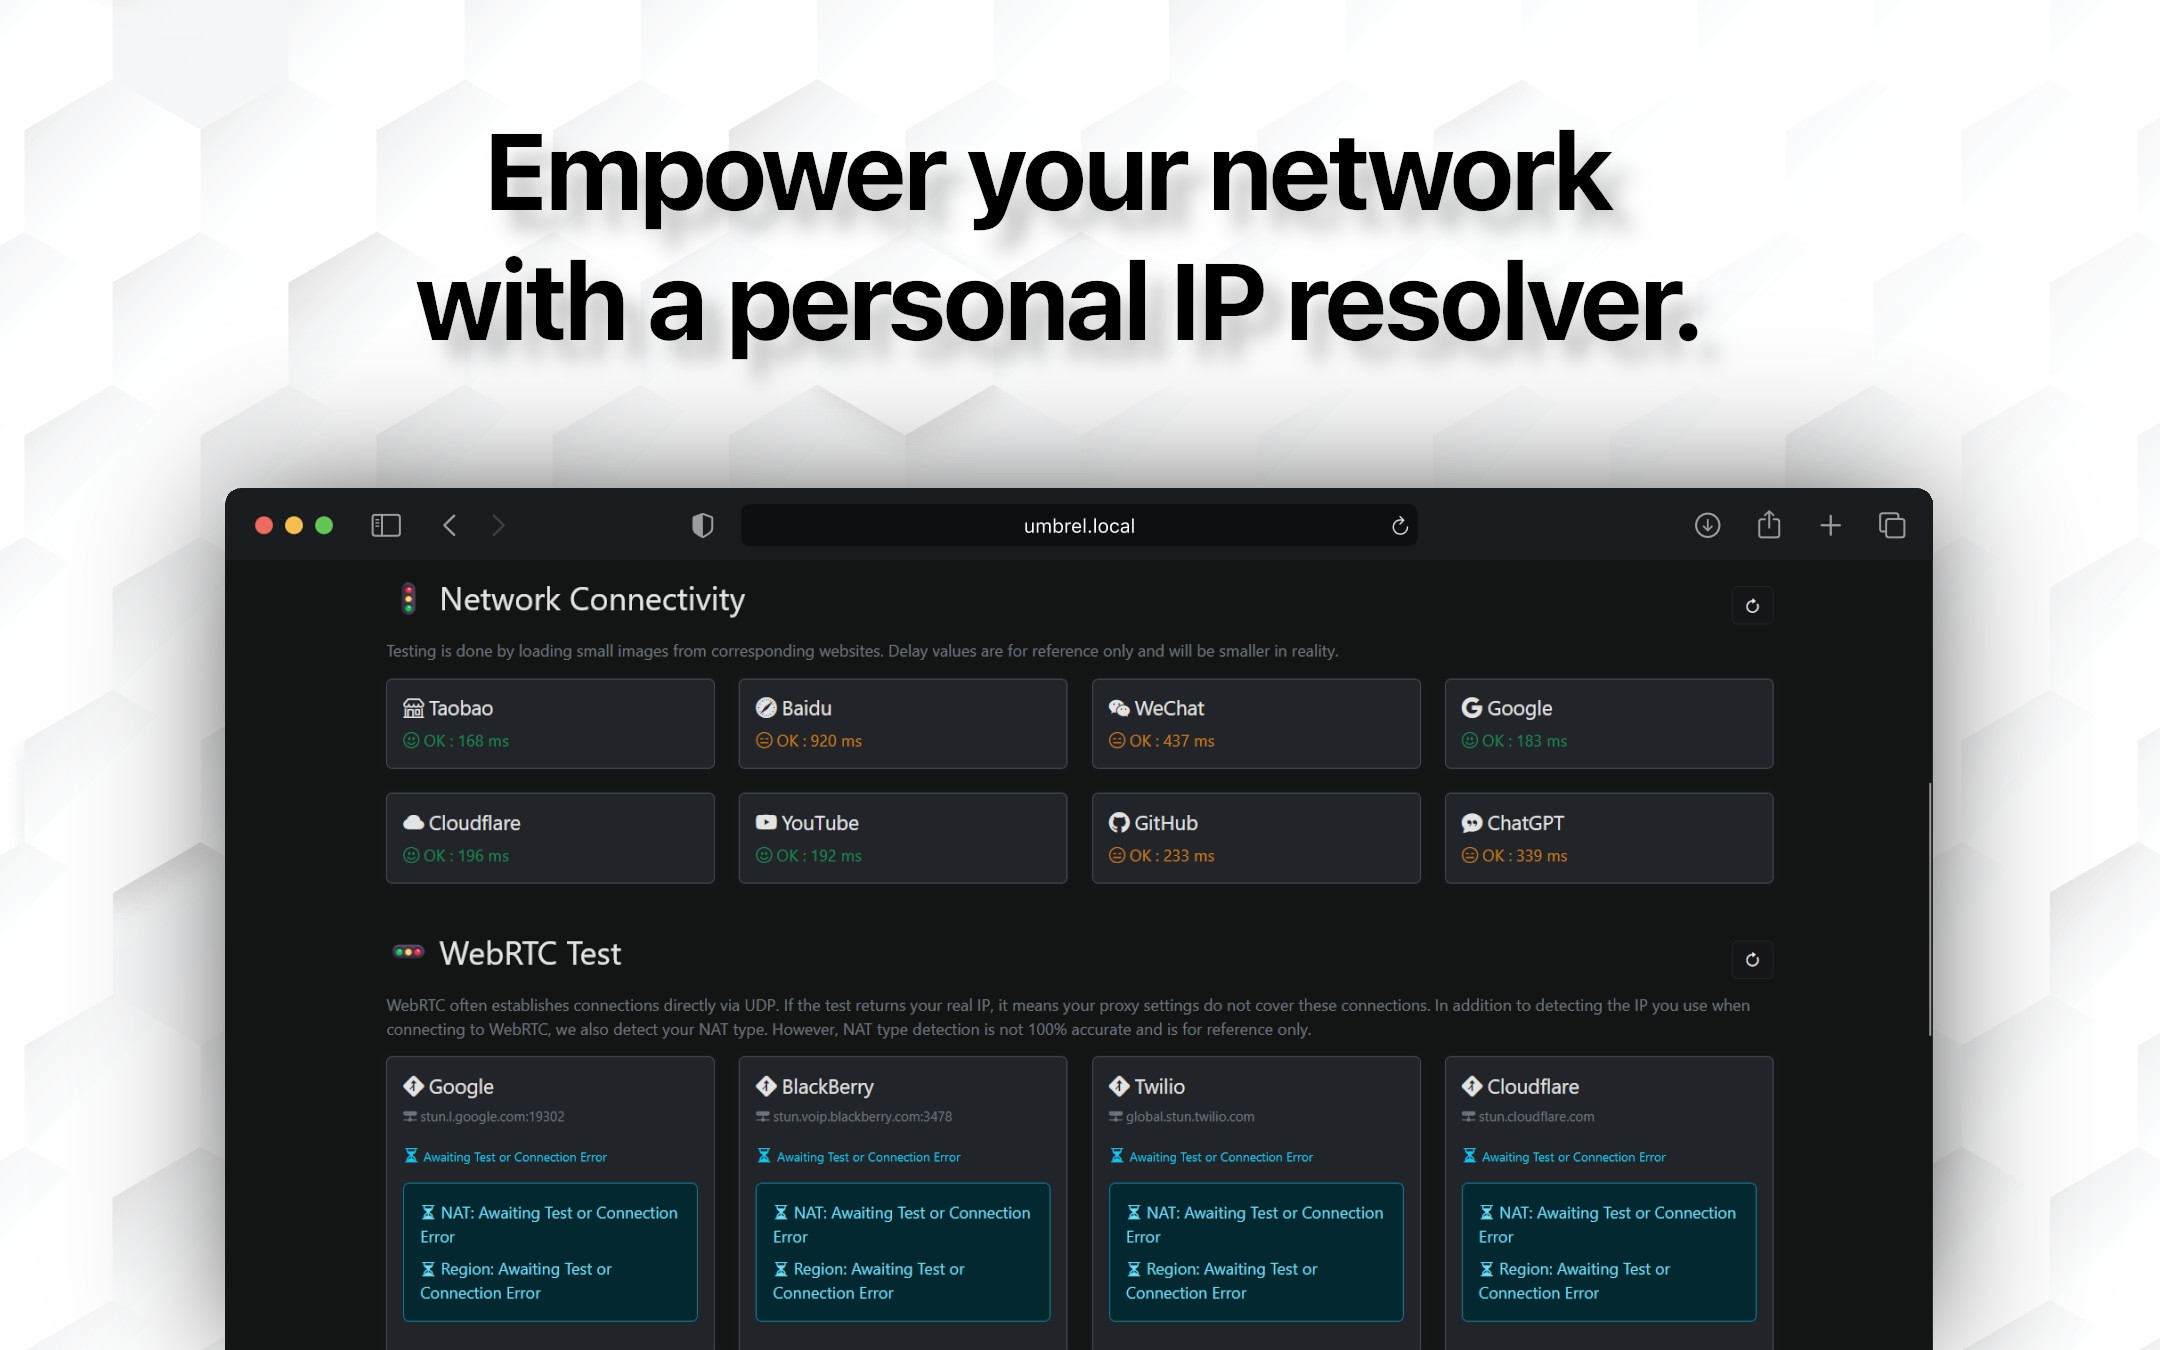 Empower your network
with a personal IP resolver.
umbrel.local
Network Connectivity
Testing is done by loading small images from corresponding websites. Delay values are for reference only and will be smaller in reality.
Taobao
OK : 168 ms
Baidu
OK : 920 ms
WeChat
OK : 437 ms
Google
OK : 183 ms
Cloudflare
OK : 196 ms
YouTube
OK : 192 ms
GitHub
OK : 233 ms
ChatGPT
OK : 339 ms
WebRTC Test
WebRTC often establishes connections directly via UDP. If the test returns your real IP, it means your proxy settings do not cover these connections. In addition to detecting the IP you use when
connecting to WebRTC, we also detect your NAT type. However, NAT type detection is not 100% accurate and is for reference only.
Google
stun.l.google.com:19302
Awaiting Test or Connection Error
NAT: Awaiting Test or Connection
Error
Region: Awaiting Test or
Connection Error
BlackBerry
stun.voip.blackberry.com:3478
Awaiting Test or Connection Error
NAT: Awaiting Test or Connection
Error
Region: Awaiting Test or
Connection Error
Twilio
global.stun.twilio.com
Awaiting Test or Connection Error
NAT: Awaiting Test or Connection
Error
Region: Awaiting Test or
Connection Error
Cloudflare
stun.cloudflare.com
Awaiting Test or Connection Error
NAT: Awaiting Test or Connection
Error
Region: Awaiting Test or
Connection Error